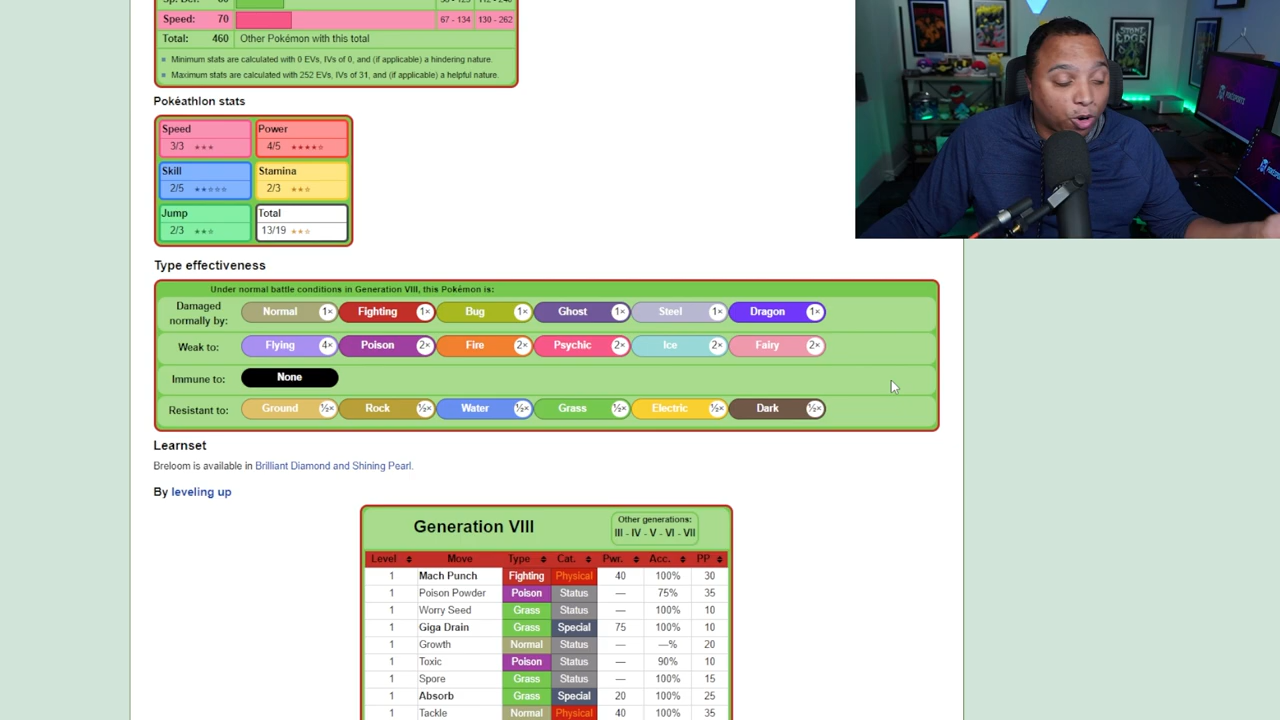 Speed: 70 67 - 134 130 - 262
Total: 460 Other Pokémon with this total
Minimum stats are calculated with 0 EVs, IVs of 0, and (if applicable) a hindering nature.
Maximum stats are calculated with 252 EVs, IVs of 31, and (if applicable) a helpful nature.
Pokéathlon stats
Speed Power
3/3 ★★★ 4/5 ★★★★☆
Skill Stamina
2/5 ★★☆☆☆ 2/3 ★★☆
Jump Total
2/3 ★★☆ 13/19 ★★☆
Type effectiveness
Under normal battle conditions in Generation VIII, this Pokémon is:
Damaged normally by: Normal 1× Fighting 1× Bug 1× Ghost 1× Steel 1× Dragon 1×
Weak to: Flying 4× Poison 2× Fire 2× Psychic 2× Ice 2× Fairy 2×
Immune to: None
Resistant to: Ground ½× Rock ½× Water ½× Grass ½× Electric ½× Dark ½×
Learnset
Breloom is available in Brilliant Diamond and Shining Pearl.
By leveling up
Generation VIII Other generations:
III - IV - V - VI - VII
Level Move Type Cat. Pwr. Acc. PP
1 Mach Punch Fighting Physical 40 100% 30
1 Poison Powder Poison Status — 75% 35
1 Worry Seed Grass Status — 100% 10
1 Giga Drain Grass Special 75 100% 10
1 Growth Normal Status — —% 20
1 Toxic Poison Status — 90% 10
1 Spore Grass Status — 100% 15
1 Absorb Grass Special 20 100% 25
1 Tackle Normal Physical 40 100% 35
STONE
EDGE